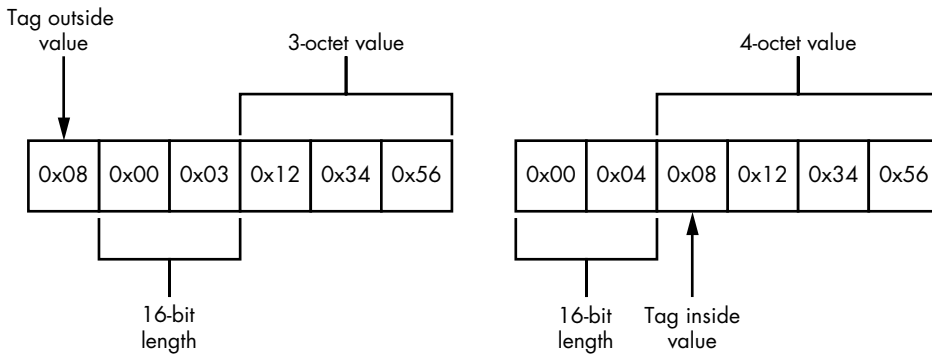 Tag outside
value
3-octet value
4-octet value
0x08 0x00 0x03 0x12 0x34 0x56
0x00 0x04 0x08 0x12 0x34 0x56
16-bit
length
16-bit
length
Tag inside
value